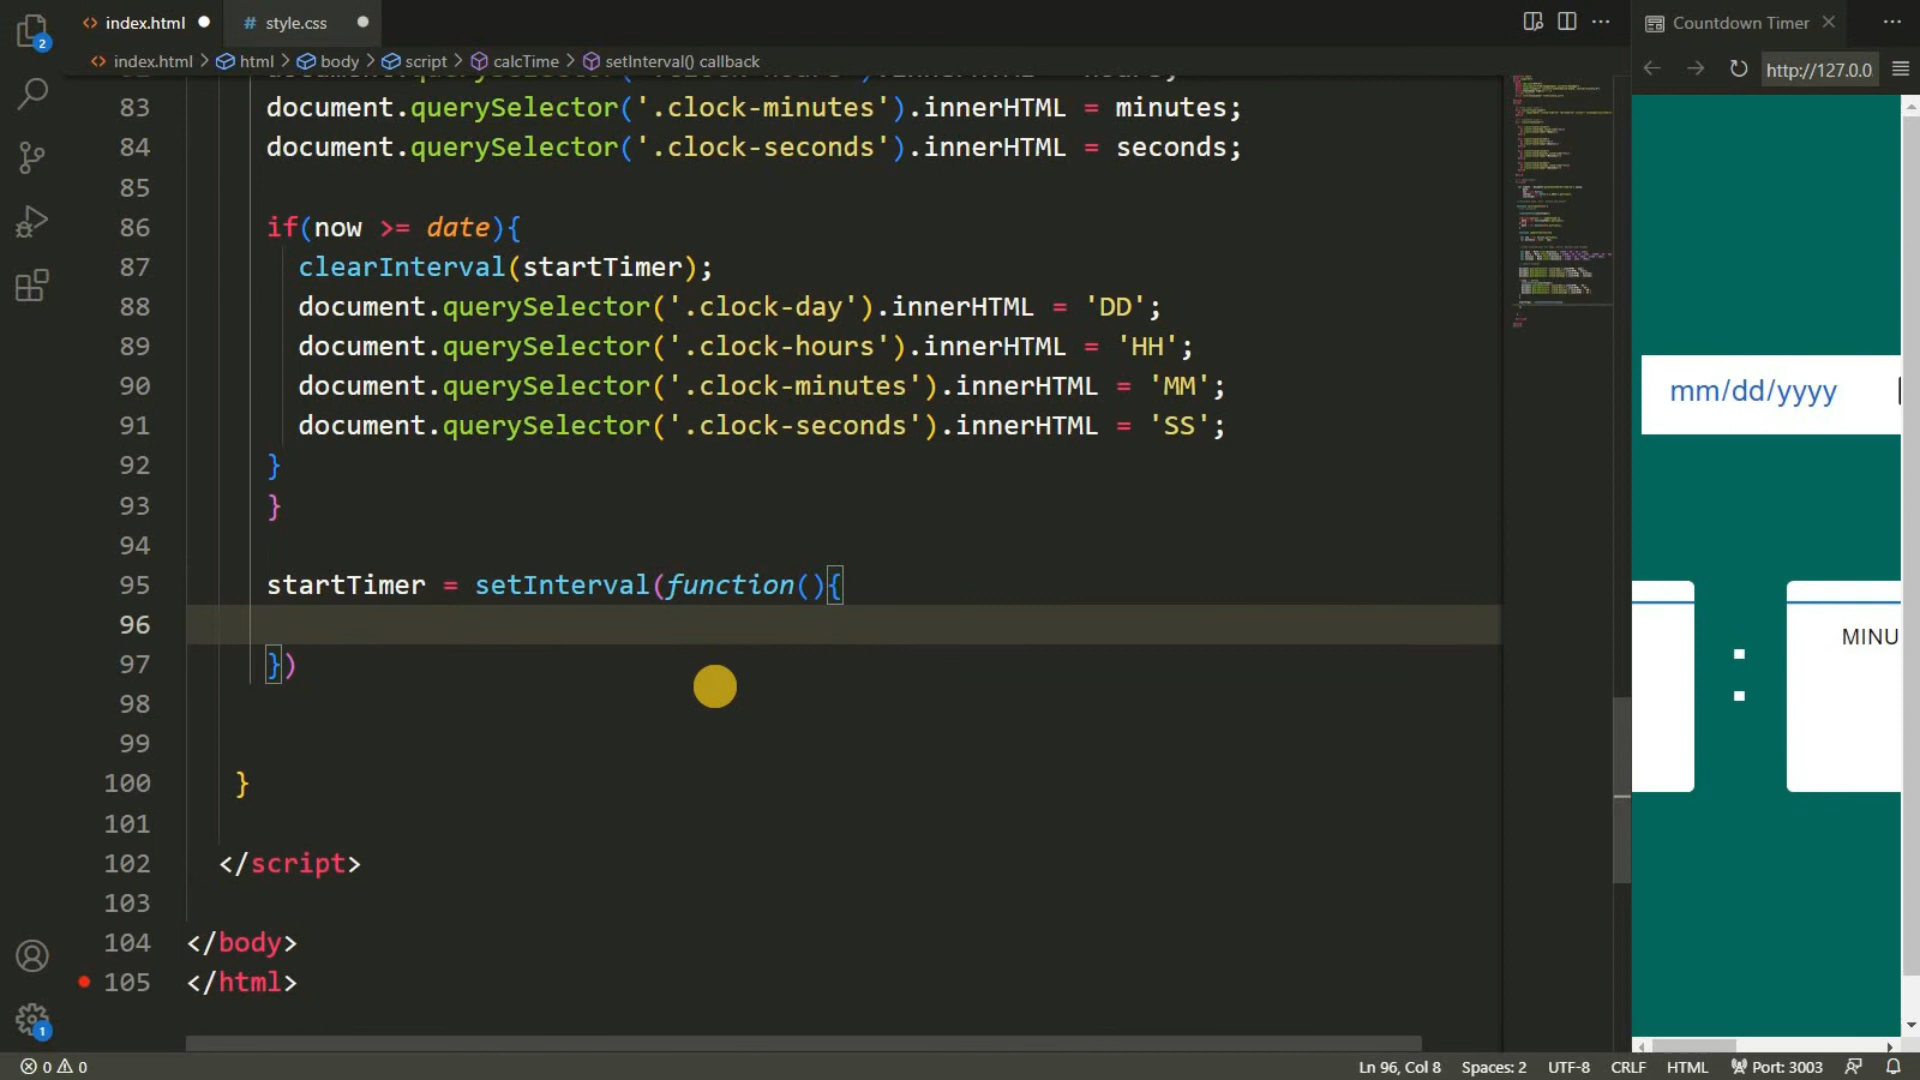 index.html
# style.css
Countdown Timer
index.html > html > body > script > calcTime > setInterval() callback
http://127.0.0
83 document.querySelector('.clock-minutes').innerHTML = minutes;
84 document.querySelector('.clock-seconds').innerHTML = seconds;
85
86 if(now >= date){
87 clearInterval(startTimer);
88 document.querySelector('.clock-day').innerHTML = 'DD';
89 document.querySelector('.clock-hours').innerHTML = 'HH';
90 document.querySelector('.clock-minutes').innerHTML = 'MM';
91 document.querySelector('.clock-seconds').innerHTML = 'SS';
92 }
93 }
94
95 startTimer = setInterval(function(){
96
97 })
98
99
100 }
101
102 </script>
103
104 </body>
105 </html>
mm/dd/yyyy
MINU
:
2
1
0 0
Ln 96, Col 8 Spaces: 2 UTF-8 CRLF HTML Port: 3003